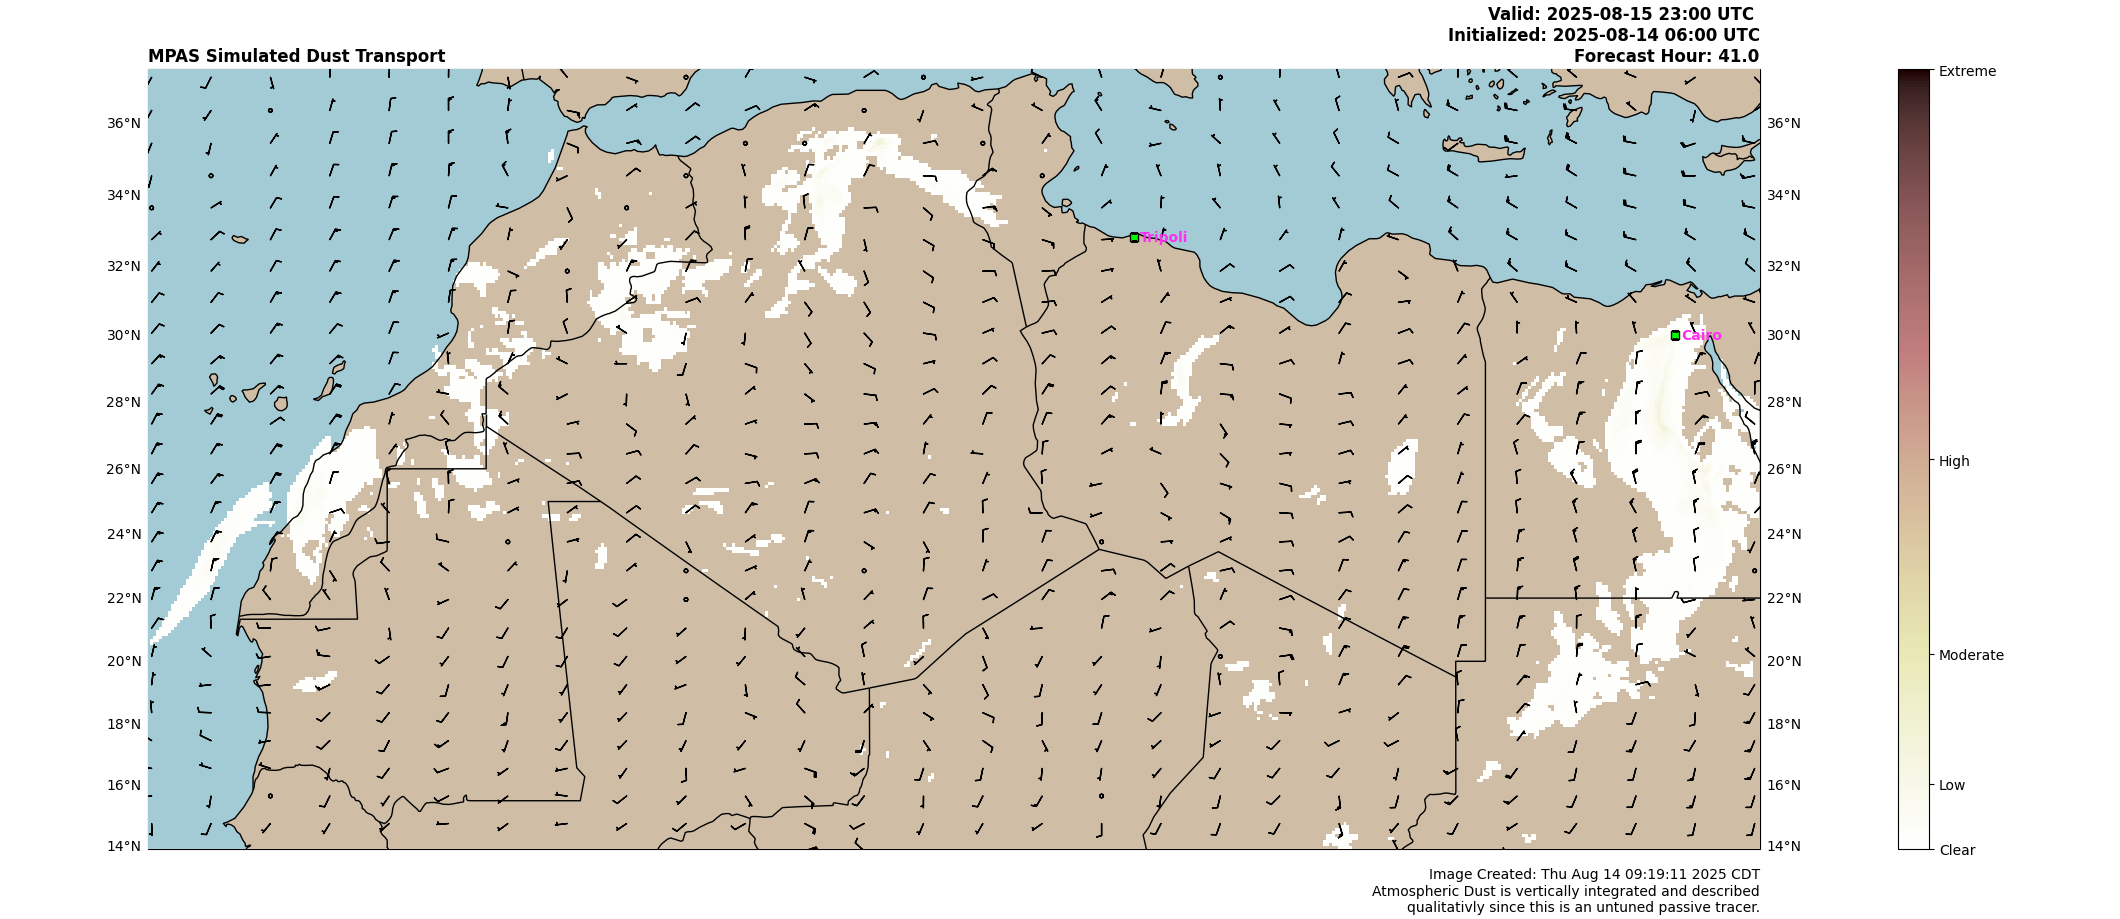 Valid: 2025-08-15 23:00 UTC
Initialized: 2025-08-14 06:00 UTC
MPAS Simulated Dust Transport
Forecast Hour: 41.0
Extreme
36°N
36°N
34°N
34°N
Tripoli
32°N
32°N
30°N
Cairo
30°N
28°N
28°N
High
26°N
26°N
24°N
24°N
22°N
22°N
Moderate
20°N
20°N
18°N
18°N
16°N
16°N
Low
14°N
14°N
Clear
Image Created: Thu Aug 14 09:19:11 2025 CDT
Atmospheric Dust is vertically integrated and described
qualitativly since this is an untuned passive tracer.